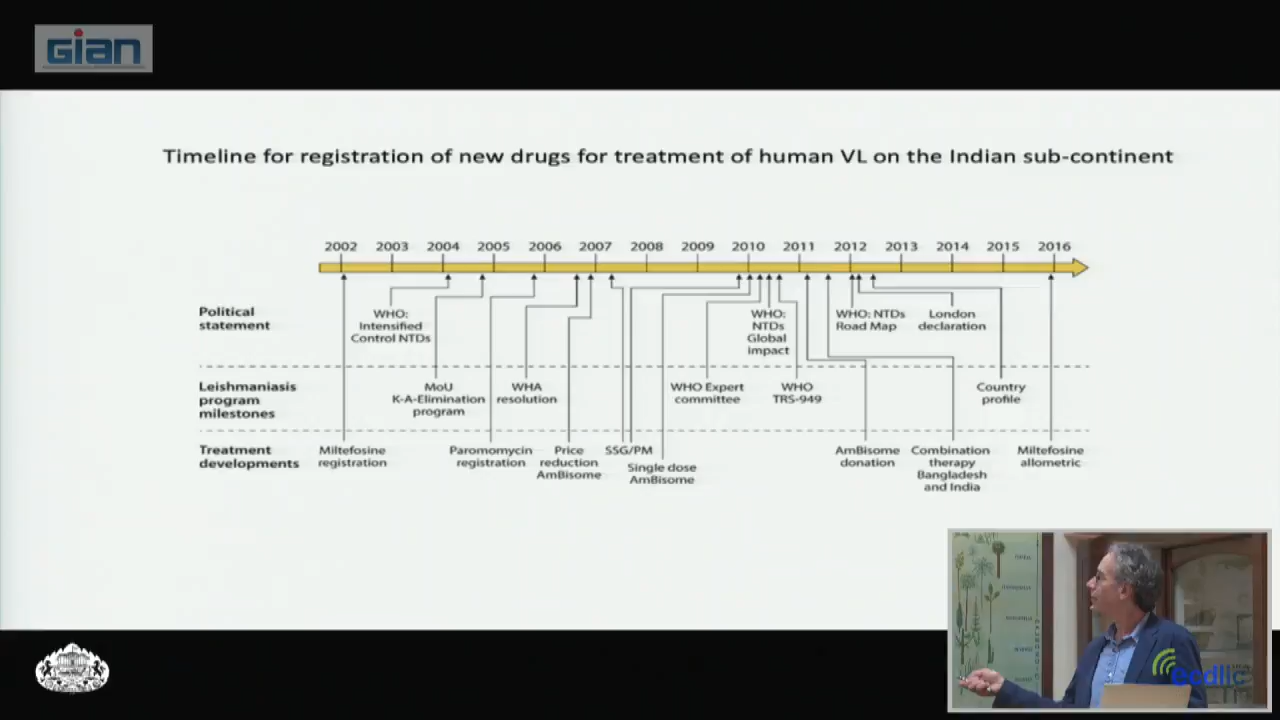 Gian
Timeline for registration of new drugs for treatment of human VL on the Indian sub-continent
2002 2003 2004 2005 2006 2007 2008 2009 2010 2011 2012 2013 2014 2015 2016
Political
statement
WHO:
Intensified
Control NTDs
WHO:
NTDs
Global
impact
WHO: NTDs
Road Map
London
declaration
Leishmaniasis
program
milestones
MoU
K-A-Elimination
program
WHA
resolution
WHO Expert
committee
WHO
TRS-949
Country
profile
Treatment
developments
Miltefosine
registration
Paromomycin
registration
Price
reduction
AmBisome
SSG/PM
Single dose
AmBisome
AmBisome
donation
Combination
therapy
Bangladesh
and India
Miltefosine
allometric
ecdlic